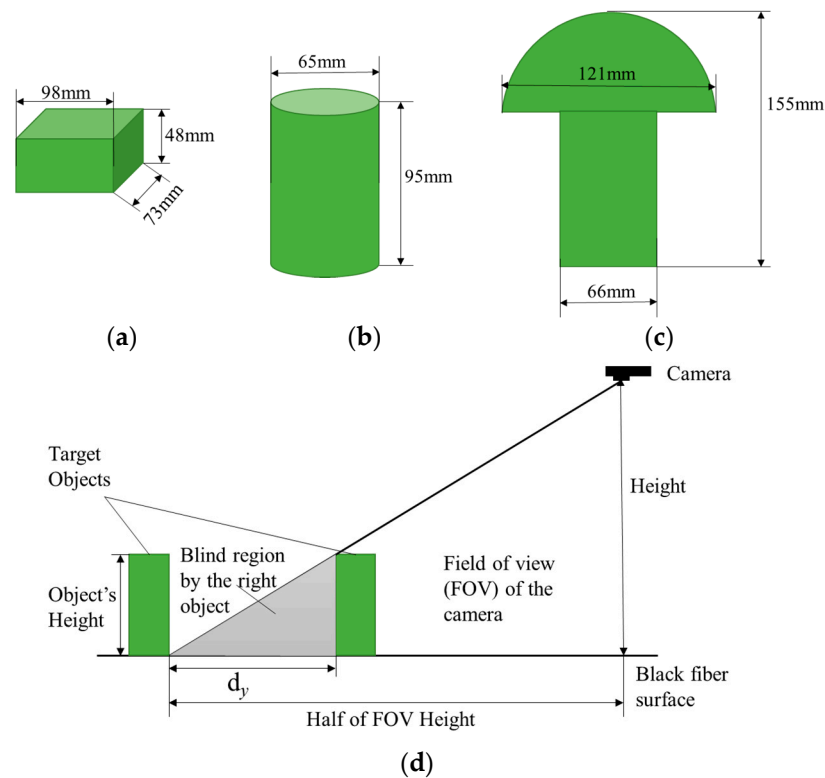 98mm
48mm
73mm
(a)
65mm
95mm
(b)
121mm
155mm
66mm
(c)
Camera
Target
Objects
Height
Blind region
by the right
object
Field of view
(FOV) of the
camera
Object's
Height
dy
Black fiber
surface
Half of FOV Height
(d)